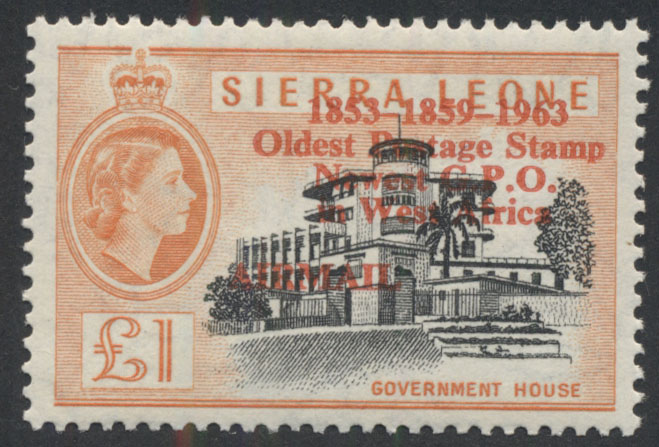 SIERRA LEONE
1853-1859-1963
Oldest Postage Stamp
Newest G.P.O.
in West Africa
AIRMAIL
£1
GOVERNMENT HOUSE